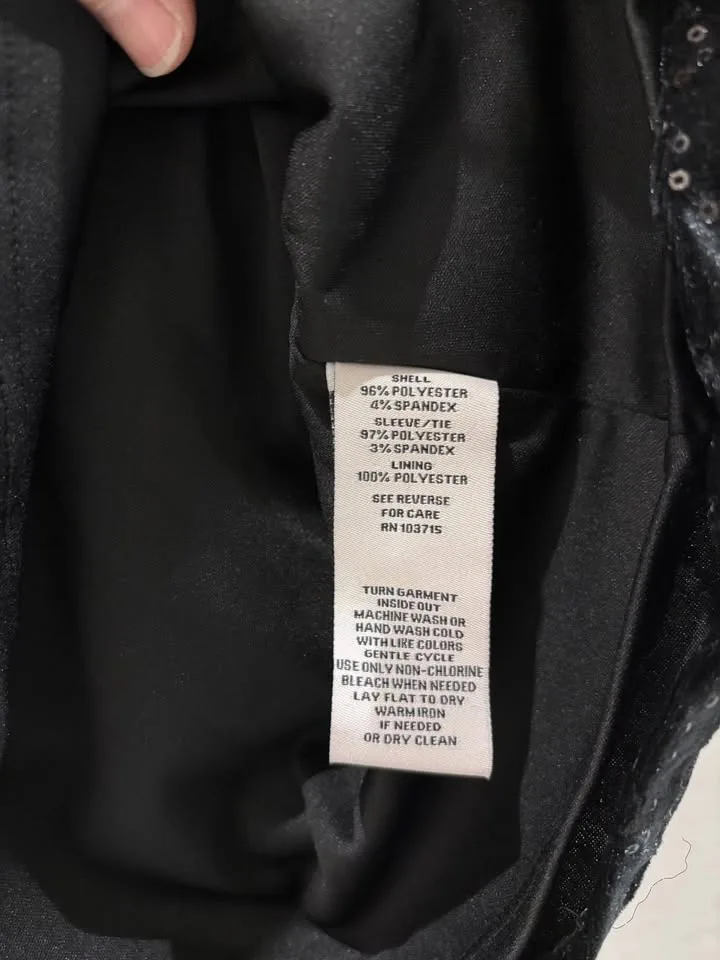 SHELL
96% POLYESTER
4% SPANDEX
SLEEVE/TIE
97% POLYESTER
3% SPANDEX
LINING
100% POLYESTER
SEE REVERSE
FOR CARE
RN 103715
TURN GARMENT
INSIDE OUT
MACHINE WASH OR
HAND WASH COLD
WITH LIKE COLORS
GENTLE CYCLE
USE ONLY NON-CHLORINE
BLEACH WHEN NEEDED
LAY FLAT TO DRY
WARM IRON
IF NEEDED
OR DRY CLEAN